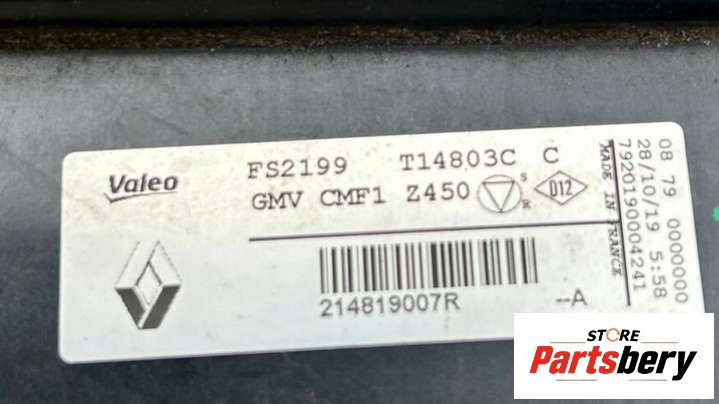 Valeo
FS2199 T14803C C
GMV CMF1 Z450 S R D12
214819007R --A
08 79 0000000
28/10/19 5:58
7920190004241
MADE IN FRANCE
STORE
Partsbery